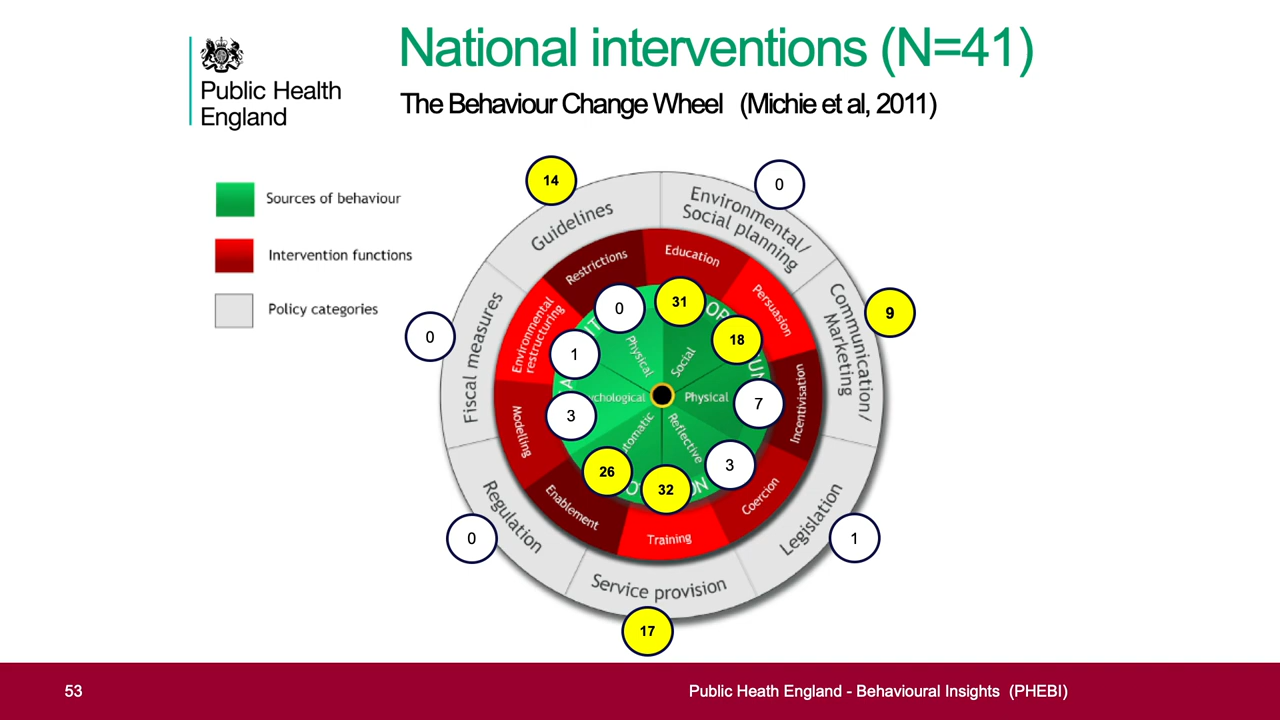 National interventions (N=41)
Public Health
England
The Behaviour Change Wheel (Michie et al, 2011)
Sources of behaviour
Intervention functions
Policy categories
14
0
9
1
17
0
0
Guidelines
Environmental/
Social planning
Communication/
Marketing
Legislation
Service provision
Regulation
Fiscal measures
Restrictions
Education
Persuasion
Incentivisation
Coercion
Training
Enablement
Modelling
Environmental
restructuring
0
31
18
7
3
32
26
3
1
Physical
Social
Physical
Reflective
53
Public Heath England - Behavioural Insights (PHEBI)